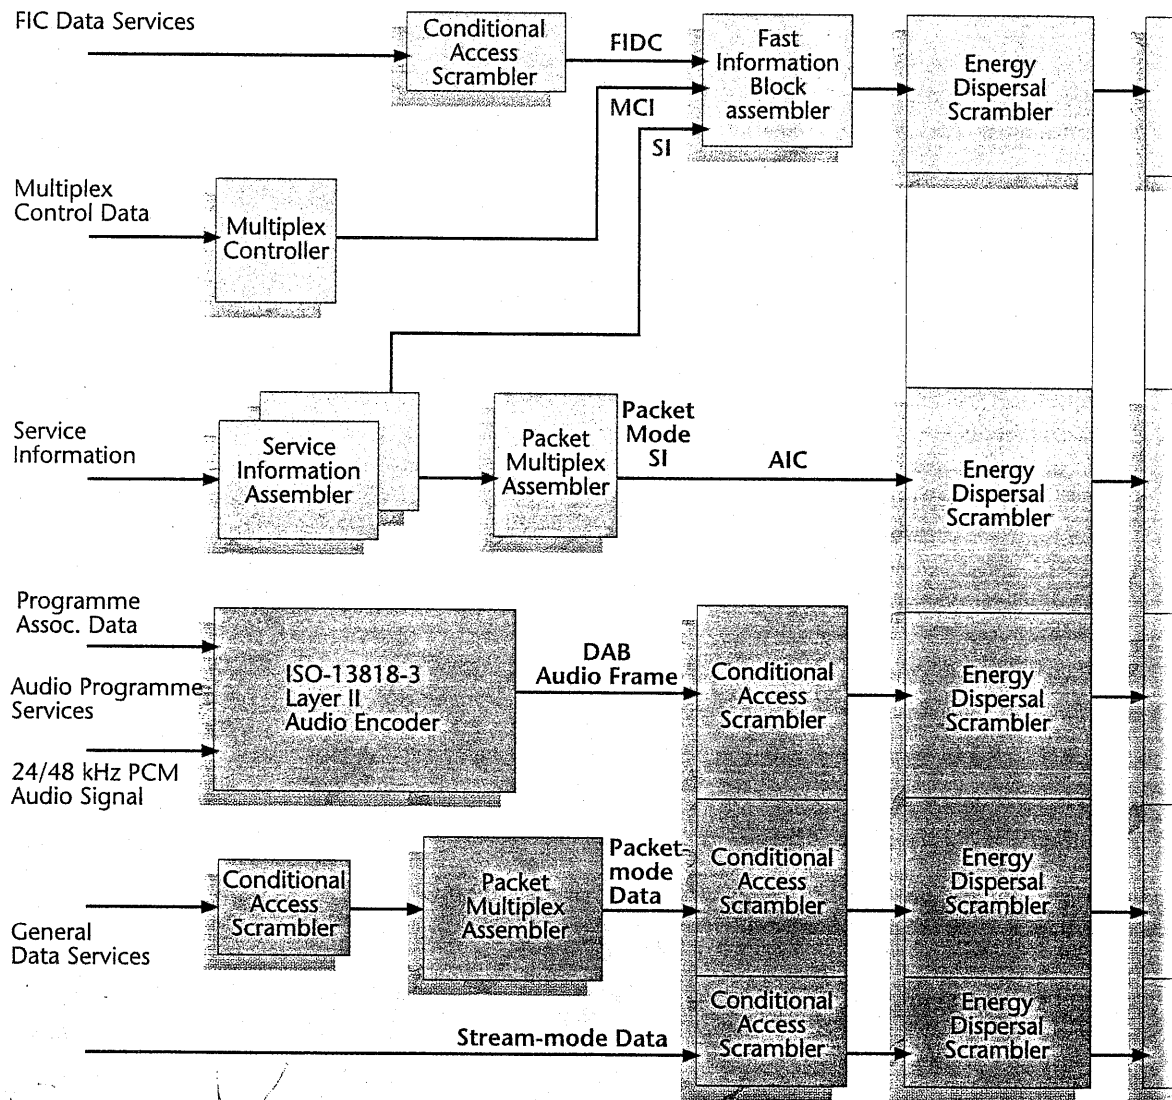 FIC Data Services
Conditional
Access
Scrambler
FIDC
MCI
SI
Fast
Information
Block
assembler
Energy
Dispersal
Scrambler
Multiplex
Control Data
Multiplex
Controller
Service
Information
Service
Information
Assembler
Packet
Multiplex
Assembler
Packet
Mode
SI
AIC
Energy
Dispersal
Scrambler
Programme
Assoc. Data
Audio Programme
Services
24/48 kHz PCM
Audio Signal
ISO-13818-3
Layer II
Audio Encoder
DAB
Audio Frame
Conditional
Access
Scrambler
Energy
Dispersal
Scrambler
General
Data Services
Conditional
Access
Scrambler
Packet
Multiplex
Assembler
Packet
mode
Data
Conditional
Access
Scrambler
Energy
Dispersal
Scrambler
Stream-mode Data
Conditional
Access
Scrambler
Energy
Dispersal
Scrambler